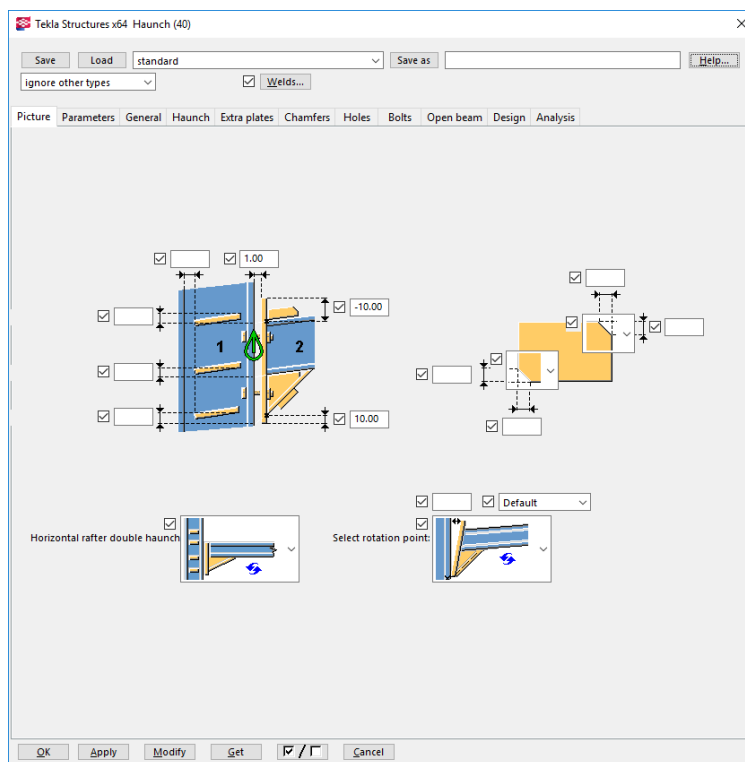 Tekla Structures x64 Haunch (40)
Save Load standard Save as Help...
ignore other types Welds...
Picture Parameters General Haunch Extra plates Chamfers Holes Bolts Open beam Design Analysis
1.00
-10.00
1 2
10.00
Default
Horizontal rafter double haunch Select rotation point:
OK Apply Modify Get / Cancel